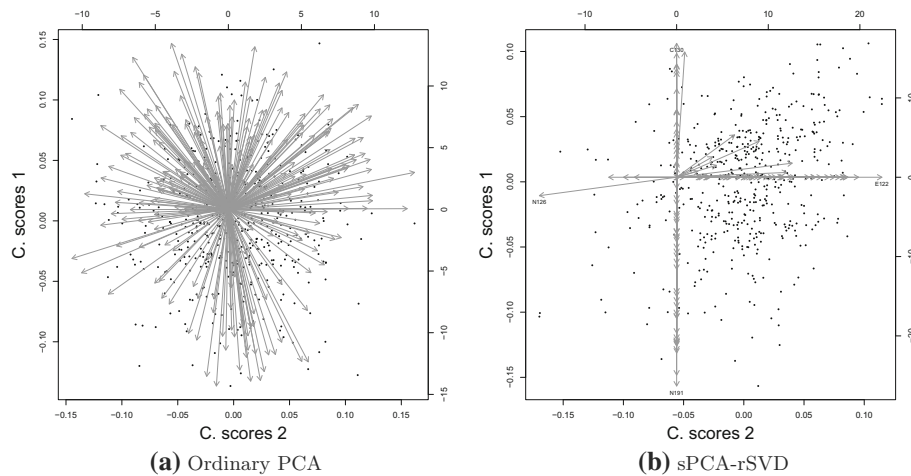 −10 −5 0 5 10
0.15
0.10
0.05
0.00
−0.05
−0.10
C. scores 1
10
5
0
−5
−10
−15
−0.15 −0.10 −0.05 0.00 0.05 0.10 0.15
C. scores 2
(a) Ordinary PCA
−10 0 10 20
0.10
0.05
0.00
−0.05
−0.10
−0.15
C. scores 1
C130
E122
N126
N191
−0.15 −0.10 −0.05 0.00 0.05 0.10
C. scores 2
(b) sPCA-rSVD